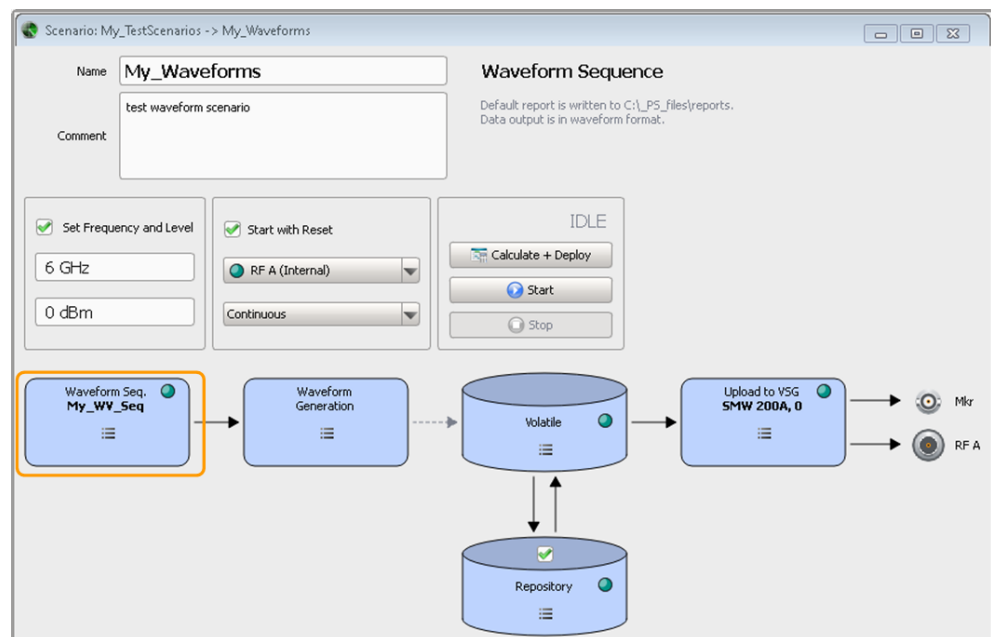 Scenario: My_TestScenarios -> My_Waveforms
Name
My_Waveforms
Waveform Sequence
Comment
test waveform scenario
Default report is written to C:\_PS_files\reports.
Data output is in waveform format.
Set Frequency and Level
6 GHz
0 dBm
Start with Reset
RF A (Internal)
Continuous
IDLE
Calculate + Deploy
Start
Stop
Waveform Seq.
My_WV_Seq
Waveform
Generation
Volatile
Upload to VSG
SMW 200A, 0
Mkr
RF A
Repository